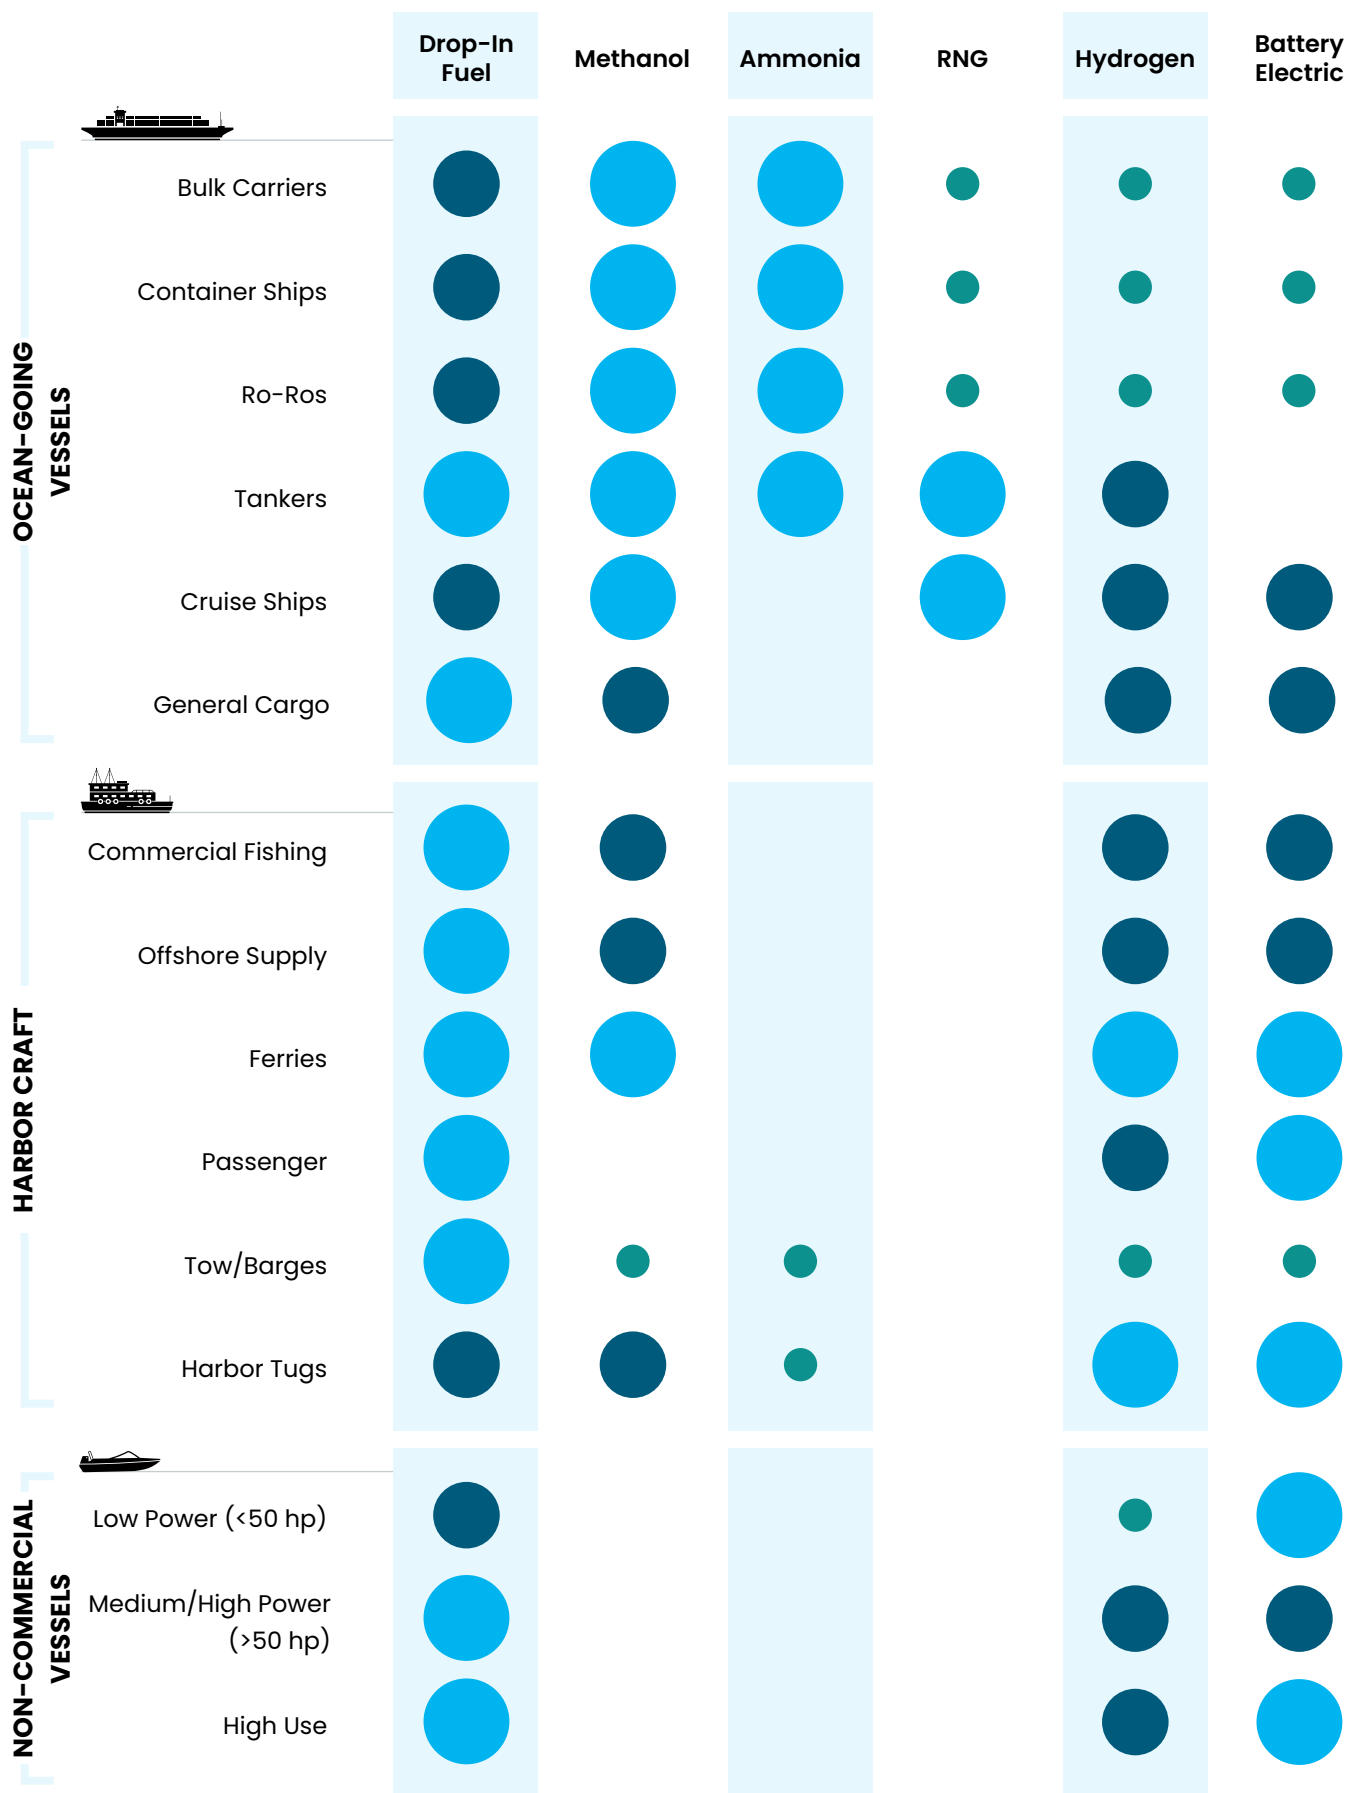 Drop-In
Fuel
Methanol
Ammonia
RNG
Hydrogen
Battery
Electric
OCEAN-GOING
VESSELS
Bulk Carriers
Container Ships
Ro-Ros
Tankers
Cruise Ships
General Cargo
HARBOR CRAFT
Commercial Fishing
Offshore Supply
Ferries
Passenger
Tow/Barges
Harbor Tugs
NON-COMMERCIAL
VESSELS
Low Power (<50 hp)
Medium/High Power
(>50 hp)
High Use